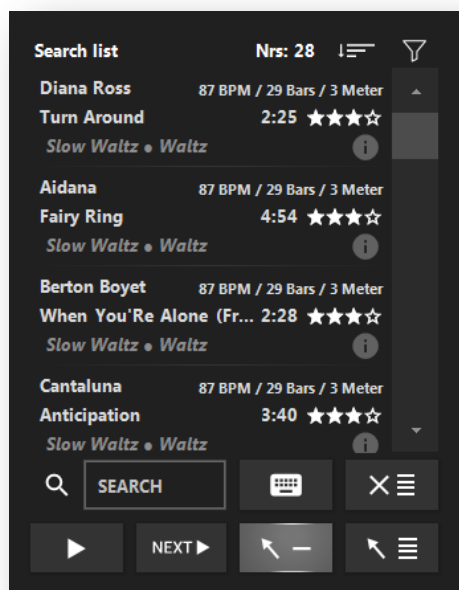 Search list Nrs: 28
Diana Ross 87 BPM / 29 Bars / 3 Meter
Turn Around 2:25
Slow Waltz • Waltz
Aidana 87 BPM / 29 Bars / 3 Meter
Fairy Ring 4:54
Slow Waltz • Waltz
Berton Boyet 87 BPM / 29 Bars / 3 Meter
When You'Re Alone (Fr... 2:28
Slow Waltz • Waltz
Cantaluna 87 BPM / 29 Bars / 3 Meter
Anticipation 3:40
Slow Waltz • Waltz
SEARCH
NEXT